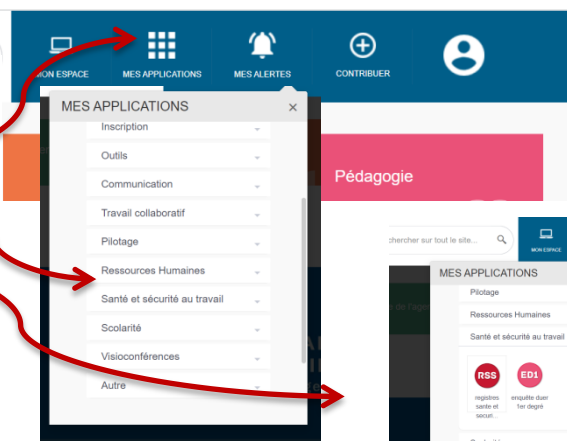 MON ESPACE
MES APPLICATIONS
MES ALERTES
CONTRIBUER
MES APPLICATIONS
×
Inscription
Outils
Communication
Travail collaboratif
Pilotage
Ressources Humaines
Santé et sécurité au travail
Scolarité
Visioconférences
Autre
Pédagogie
chercher sur tout le site...
MON ESPACE
MES APPLICATIONS
Pilotage
Ressources Humaines
Santé et sécurité au travail
RSS
ED1
registres
sante et
securi...
enquête duer
1er degré